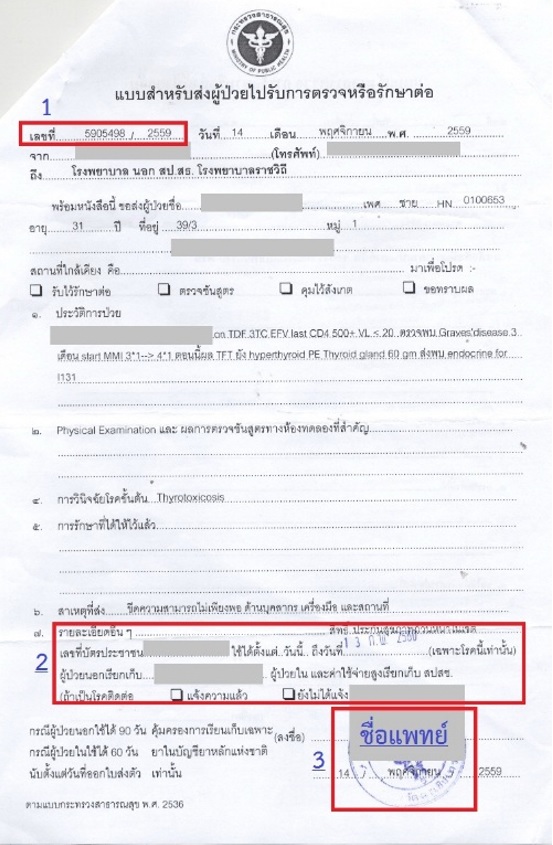 กระทรวงสาธารณสุข
MINISTRY OF PUBLIC HEALTH
แบบสำหรับส่งผู้ป่วยไปรับการตรวจหรือรักษาต่อ
1
เลขที่ 5905498 / 2559 วันที่ 14 เดือน พฤศจิกายน พ.ศ. 2559
จาก (โทรศัพท์)
ถึง โรงพยาบาล นอก สป.สธ. โรงพยาบาลราชวิถี
พร้อมหนังสือนี้ ขอส่งผู้ป่วยชื่อ เพศ ชาย HN 0100653
อายุ 31 ปี ที่อยู่ 39/3 หมู่ 1
สถานที่ใกล้เคียง คือ มาเพื่อโปรด :-
☐ รับไว้รักษาต่อ ☐ ตรวจชันสูตร ☐ คุมไว้สังเกต ☐ ขอทราบผล
๑. ประวัติการป่วย
on TDF 3TC EFV last CD4 500+ VL < 20 ตรวจพบ Graves'disease 3
เดือน start MMI 3*1--> 4*1 ตอนนี้ผล TFT ยัง hyperthyroid PE Thyroid gland 60 gm ส่งพบ endocrine for
I131
๒. Physical Examination และ ผลการตรวจชันสูตรทางห้องทดลองที่สำคัญ
๔. การวินิจฉัยโรคขั้นต้น Thyrotoxicosis
๕. การรักษาที่ได้ให้ไว้แล้ว
๖. สาเหตุที่ส่ง ขีดความสามารถไม่เพียงพอ ด้านบุคลากร เครื่องมือ และสถานที่
๗. รายละเอียดอื่น ๆ สิทธิ ประกันสุขภาพถ้วนหน้าในเขต
2
เลขที่บัตรประชาชน ใช้ได้ตั้งแต่ วันนี้ ถึงวันที่ 13 ก.พ. 2560 (เฉพาะโรคนี้เท่านั้น)
ผู้ป่วยนอกเรียกเก็บ ผู้ป่วยใน และค่าใช้จ่ายสูงเรียกเก็บ สปสช.
(ถ้าเป็นโรคติดต่อ ☐ แจ้งความแล้ว ☐ ยังไม่ได้แจ้ง
กรณีผู้ป่วยนอกใช้ได้ 90 วัน คุ้มครองการเรียกเก็บเฉพาะ (ลงชื่อ) ชื่อแพทย์
กรณีผู้ป่วยในใช้ได้ 60 วัน ยาในบัญชียาหลักแห่งชาติ
3
นับตั้งแต่วันที่ออกใบส่งตัว เท่านั้น 14 / พฤศจิกายน 2559
ตามแบบกระทรวงสาธารณสุข พ.ศ. 2536